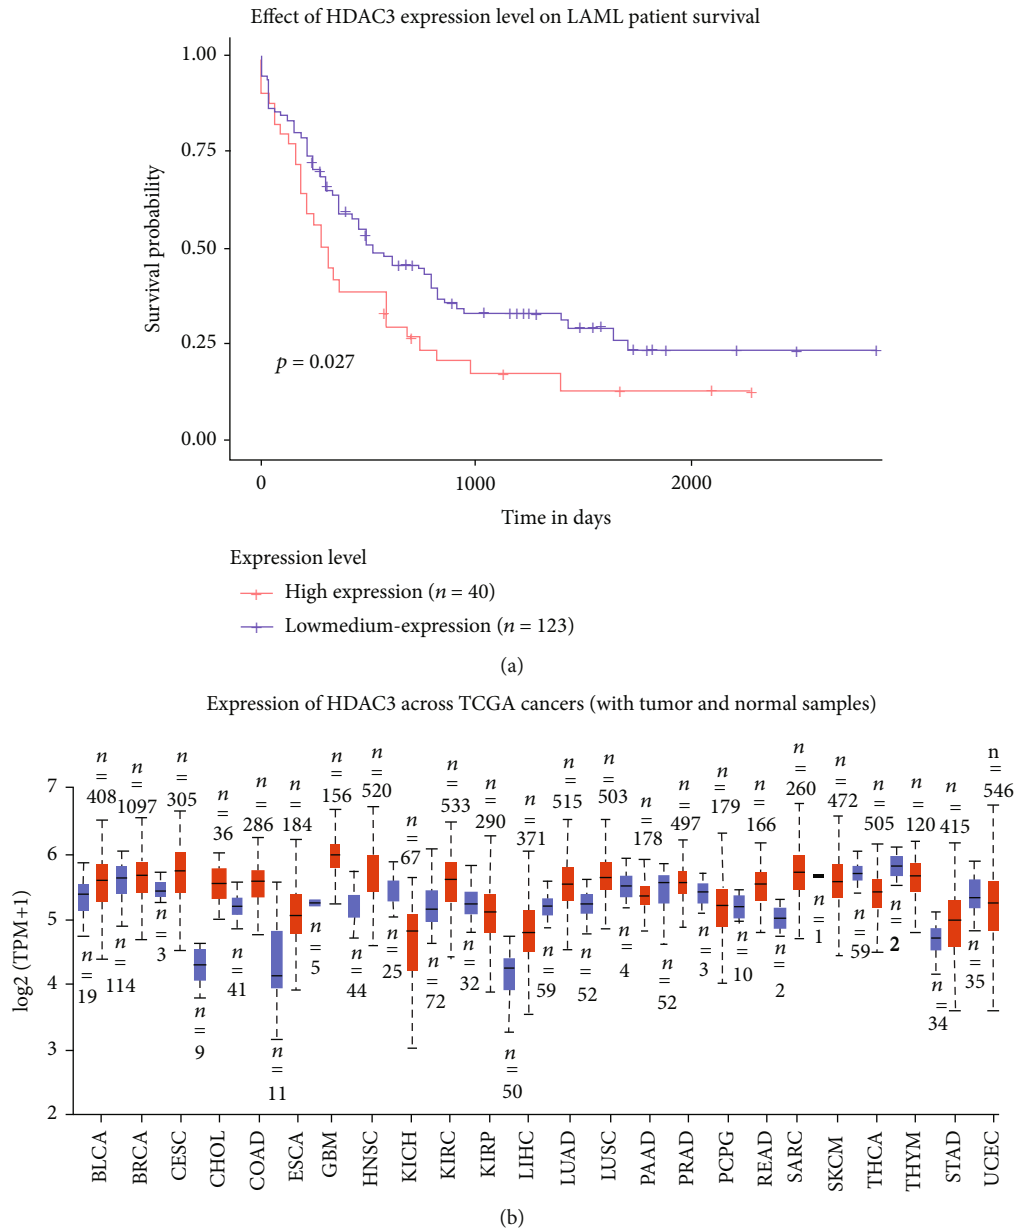 Effect of HDAC3 expression level on LAML patient survival
1.00
0.75
0.50
0.25
0.00
Survival probability
p = 0.027
0 1000 2000
Time in days
Expression level
High expression (n = 40)
Lowmedium-expression (n = 123)
(a)
Expression of HDAC3 across TCGA cancers (with tumor and normal samples)
log2 (TPM+1)
7
6
5
4
3
2
n = 19
n = 408
n = 114
n = 1097
n = 3
n = 305
n = 9
n = 36
n = 41
n = 286
n = 11
n = 184
n = 5
n = 156
n = 44
n = 520
n = 25
n = 67
n = 72
n = 533
n = 32
n = 290
n = 50
n = 371
n = 59
n = 515
n = 52
n = 503
n = 4
n = 178
n = 52
n = 497
n = 3
n = 179
n = 10
n = 166
n = 2
n = 260
n = 1
n = 472
n = 59
n = 505
n = 2
n = 120
n = 34
n = 415
n = 35
n = 546
BLCA
BRCA
CESC
CHOL
COAD
ESCA
GBM
HNSC
KICH
KIRC
KIRP
LIHC
LUAD
LUSC
PAAD
PRAD
PCPG
READ
SARC
SKCM
THCA
THYM
STAD
UCEC
(b)